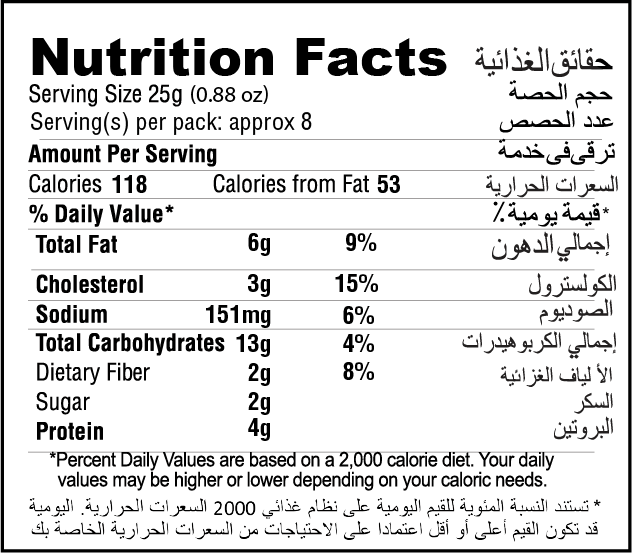 Nutrition Facts حقائق الغذائية
Serving Size 25g (0.88 oz) حجم الحصة
Serving(s) per pack: approx 8 عدد الحصص
Amount Per Serving ترقى فى خدمة
Calories 118 Calories from Fat 53 السعرات الحرارية
% Daily Value* *قيمة يومية٪
Total Fat 6g 9% إجمالي الدهون
Cholesterol 3g 15% الكولسترول
Sodium 151mg 6% الصوديوم
Total Carbohydrates 13g 4% إجمالي الكربوهيدرات
Dietary Fiber 2g 8% الألياف الغزائية
Sugar 2g السكر
Protein 4g البروتين
*Percent Daily Values are based on a 2,000 calorie diet. Your daily
values may be higher or lower depending on your caloric needs.
* تستند النسبة المئوية للقيم اليومية على نظام غذائي 2000 السعرات الحرارية. اليومية
قد تكون القيم أعلى أو أقل اعتمادا على الاحتياجات من السعرات الحرارية الخاصة بك